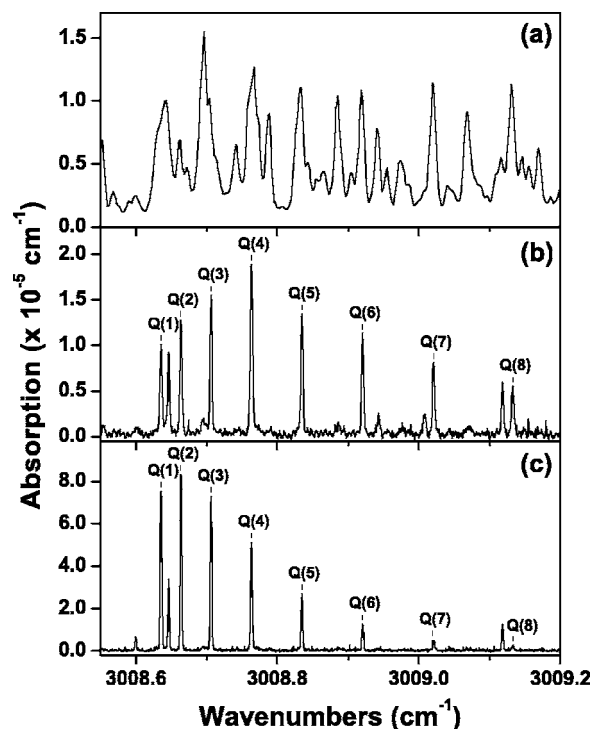 (a)
1.5
1.0
0.5
0.0
(b)
2.0
1.5
1.0
0.5
0.0
Q(1)
Q(2)
Q(3)
Q(4)
Q(5)
Q(6)
Q(7)
Q(8)
(c)
8.0
6.0
4.0
2.0
0.0
Q(1)
Q(2)
Q(3)
Q(4)
Q(5)
Q(6)
Q(7)
Q(8)
Absorption (x 10⁻⁵ cm⁻¹)
3008.6 3008.8 3009.0 3009.2
Wavenumbers (cm⁻¹)